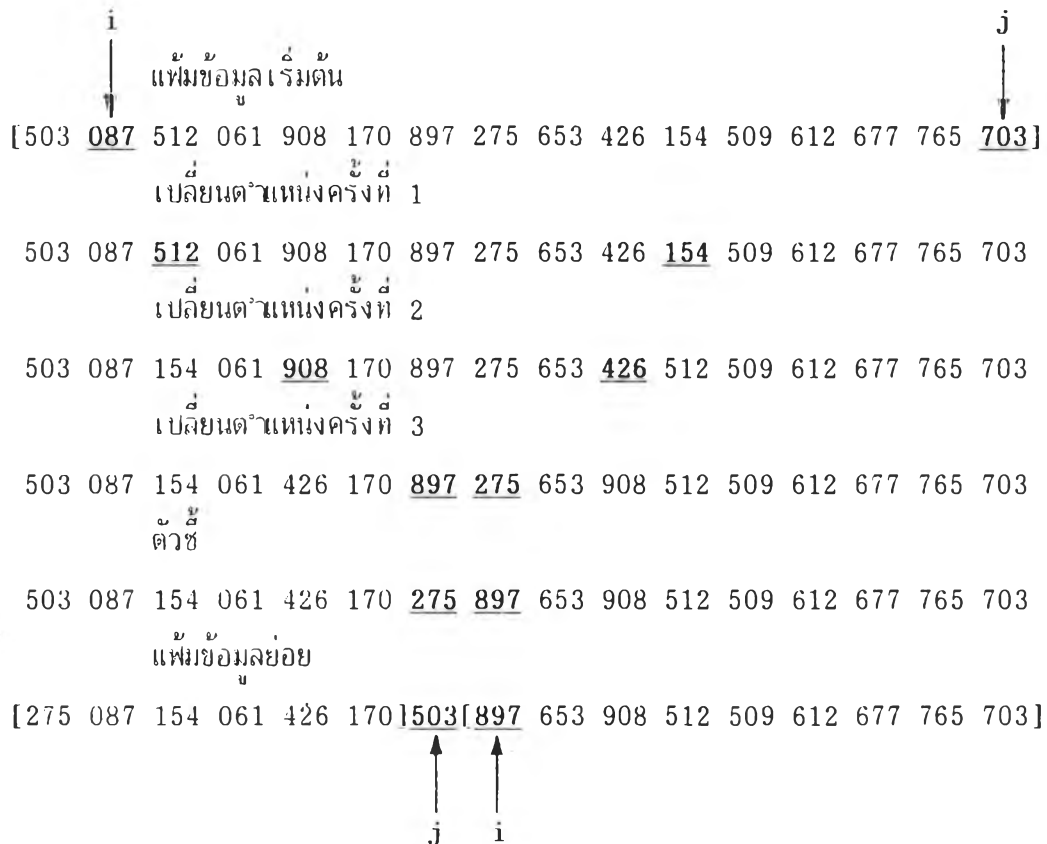 i j
แฟ้มข้อมูลเริ่มต้น
[503 087 512 061 908 170 897 275 653 426 154 509 612 677 765 703]
เปลี่ยนตำแหน่งครั้งที่ 1
503 087 512 061 908 170 897 275 653 426 154 509 612 677 765 703
เปลี่ยนตำแหน่งครั้งที่ 2
503 087 154 061 908 170 897 275 653 426 512 509 612 677 765 703
เปลี่ยนตำแหน่งครั้งที่ 3
503 087 154 061 426 170 897 275 653 908 512 509 612 677 765 703
ตัวชี้
503 087 154 061 426 170 275 897 653 908 512 509 612 677 765 703
แฟ้มข้อมูลย่อย
[275 087 154 061 426 170]503[897 653 908 512 509 612 677 765 703]
j i